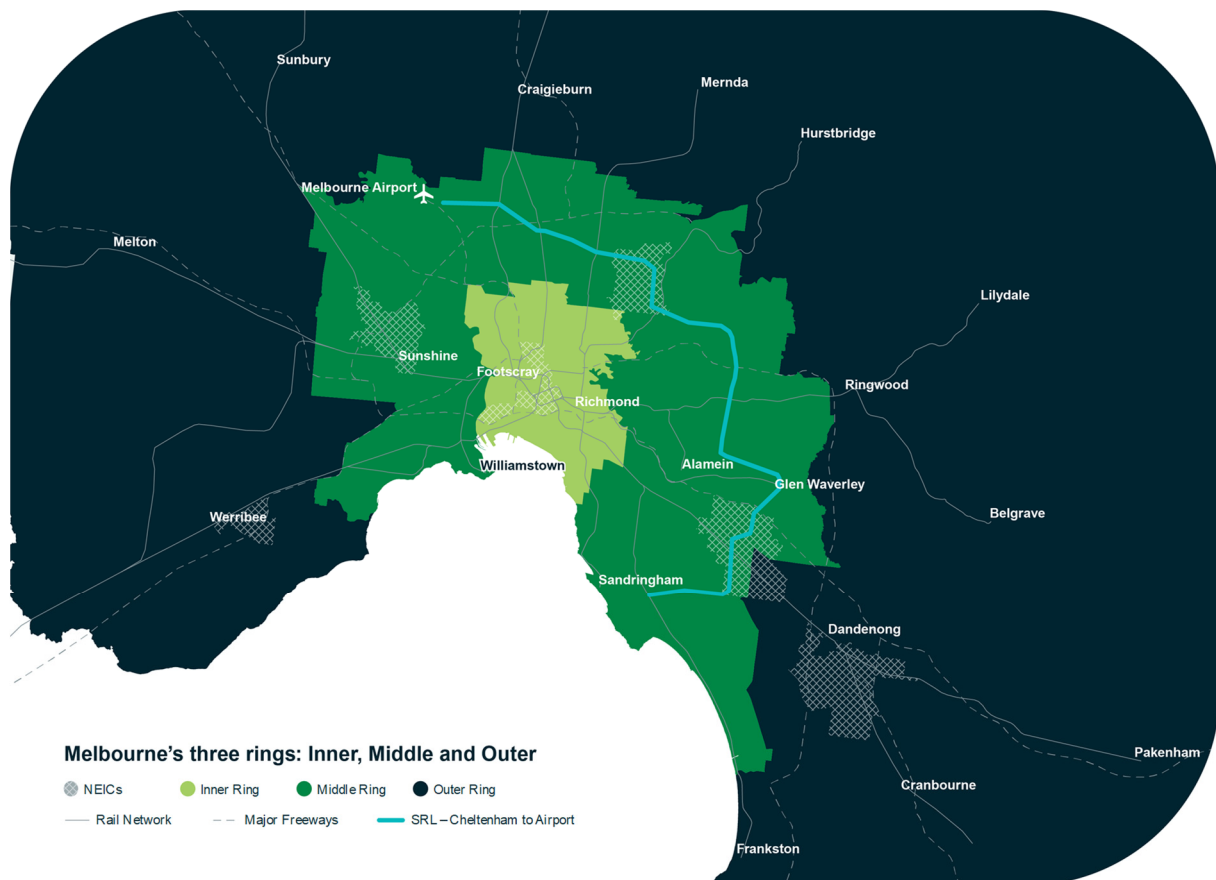 Sunbury
Craigieburn
Mernda
Hurstbridge
Melbourne Airport
Melton
Lilydale
Sunshine
Footscray
Ringwood
Richmond
Williamstown
Alamein
Glen Waverley
Werribee
Belgrave
Sandringham
Dandenong
Pakenham
Cranbourne
Frankston
Melbourne’s three rings: Inner, Middle and Outer
NEICs
Inner Ring
Middle Ring
Outer Ring
Rail Network
Major Freeways
SRL – Cheltenham to Airport